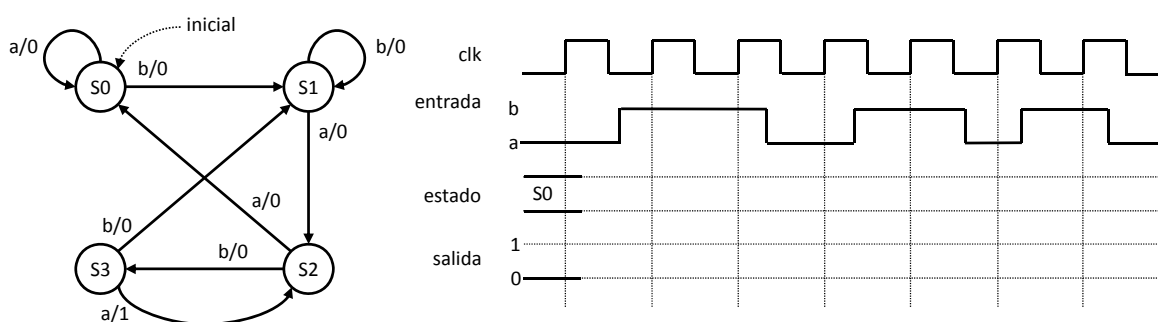 a/0
inicial
b/0
b/0
S0
S1
a/0
a/0
b/0
b/0
S3
S2
a/1
clk
entrada
b
a
estado
S0
salida
1
0